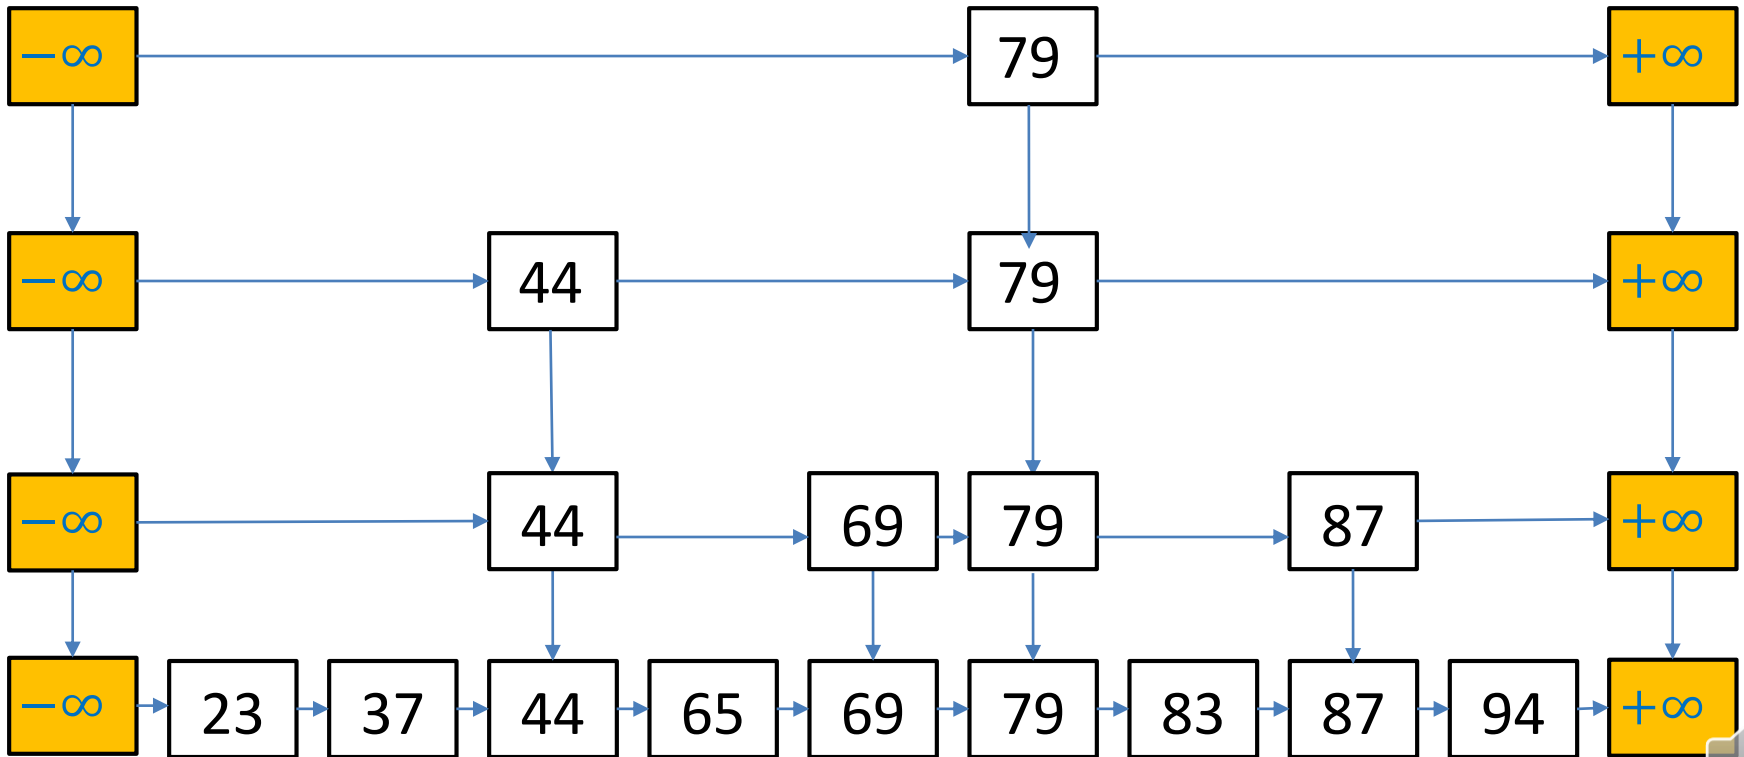 −∞ 79 +∞
−∞ 44 79 +∞
−∞ 44 69 79 87 +∞
−∞ 23 37 44 65 69 79 83 87 94 +∞